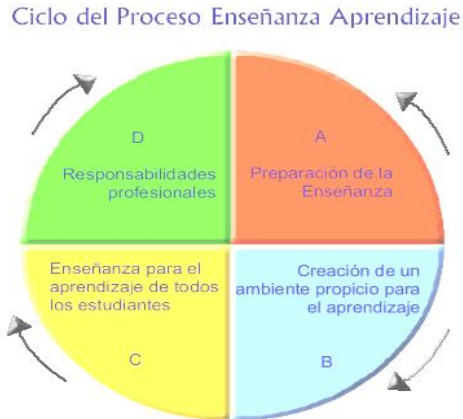 Ciclo del Proceso Enseñanza Aprendizaje
D
Responsabilidades
profesionales
A
Preparación de la
Enseñanza
Enseñanza para el
aprendizaje de todos
los estudiantes
C
Creación de un
ambiente propicio para
el aprendizaje
B